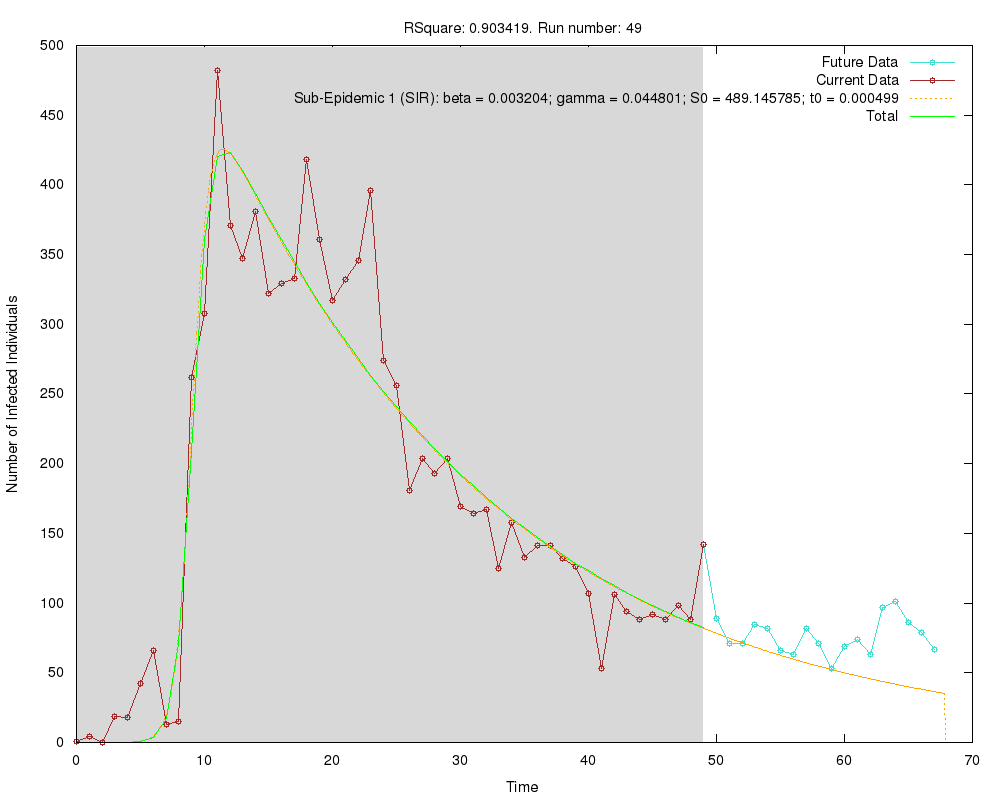 RSquare: 0.903419. Run number: 49
Future Data
Current Data
Sub-Epidemic 1 (SIR): beta = 0.003204; gamma = 0.044801; S0 = 489.145785; t0 = 0.000499
Total
500
450
400
350
300
250
200
150
100
50
0
Number of Infected Individuals
0 10 20 30 40 50 60 70
Time